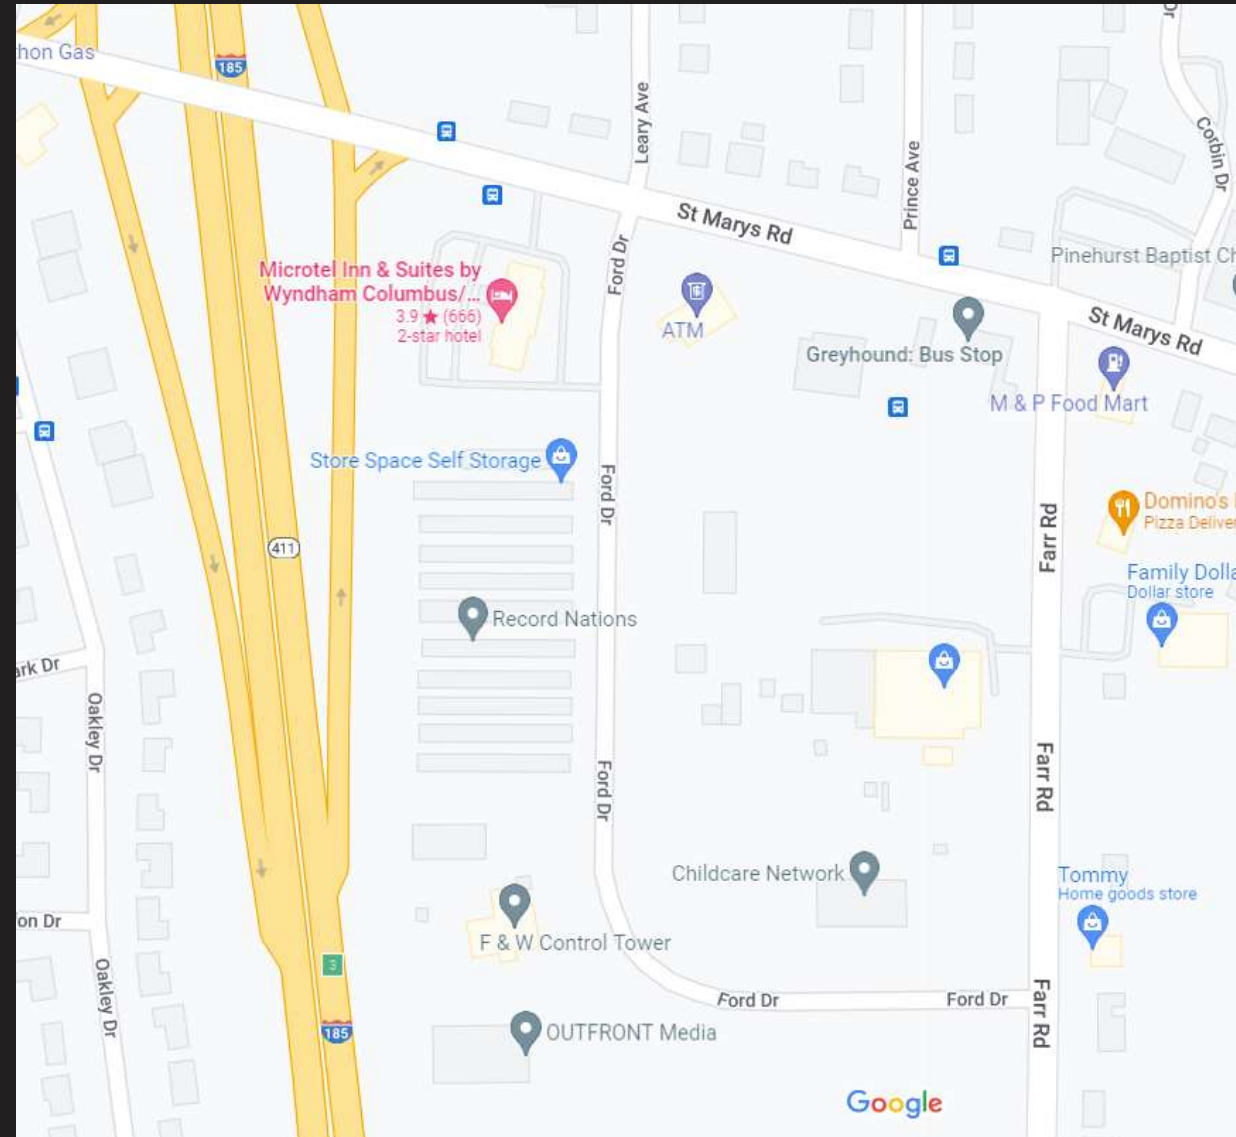 hon Gas
185
Leary Ave
Prince Ave
Corbin Dr
St Marys Rd
Ford Dr
Pinehurst Baptist Ch
Microtel Inn & Suites by
Wyndham Columbus/...
3.9 ★ (666)
2-star hotel
ATM
Greyhound: Bus Stop
St Marys Rd
M & P Food Mart
Store Space Self Storage
Ford Dr
Domino's
Pizza Deliver
Farr Rd
411
Family Dolla
Dollar store
Record Nations
ark Dr
Oakley Dr
Ford Dr
Farr Rd
Childcare Network
Tommy
Home goods store
on Dr
F & W Control Tower
3
Oakley Dr
Ford Dr
Ford Dr
Farr Rd
185
OUTFRONT Media
Google